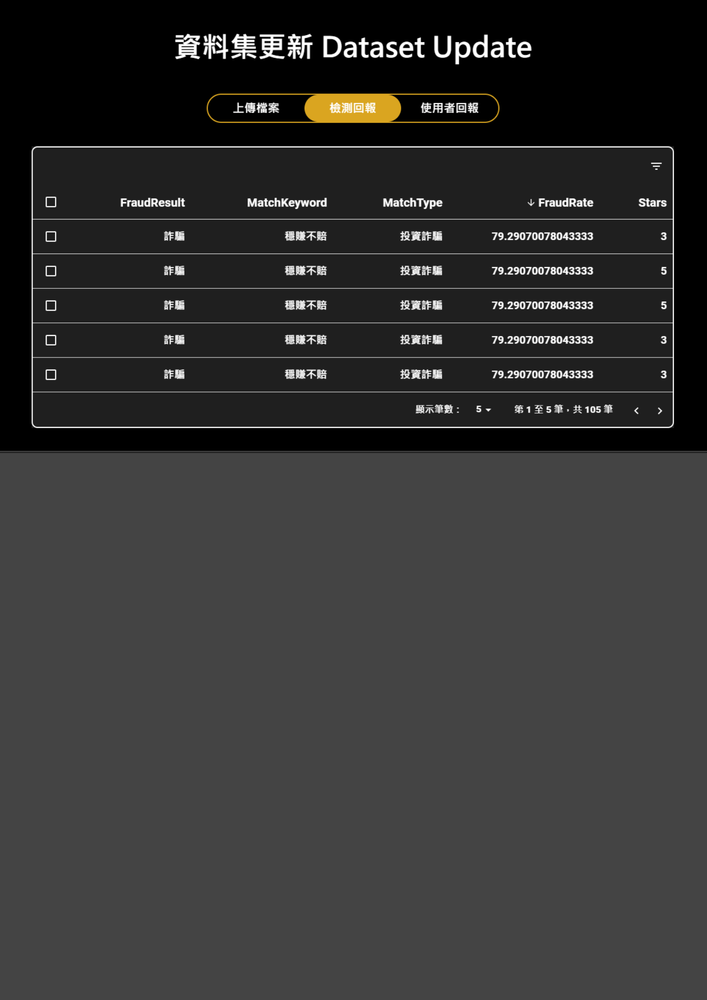 資料集更新 Dataset Update
上傳檔案 檢測回報 使用者回報
FraudResult MatchKeyword MatchType FraudRate Stars
詐騙 穩賺不賠 投資詐騙 79.29070078043333 3
詐騙 穩賺不賠 投資詐騙 79.29070078043333 5
詐騙 穩賺不賠 投資詐騙 79.29070078043333 5
詐騙 穩賺不賠 投資詐騙 79.29070078043333 3
詐騙 穩賺不賠 投資詐騙 79.29070078043333 3
顯示筆數： 5 第 1 至 5 筆，共 105 筆